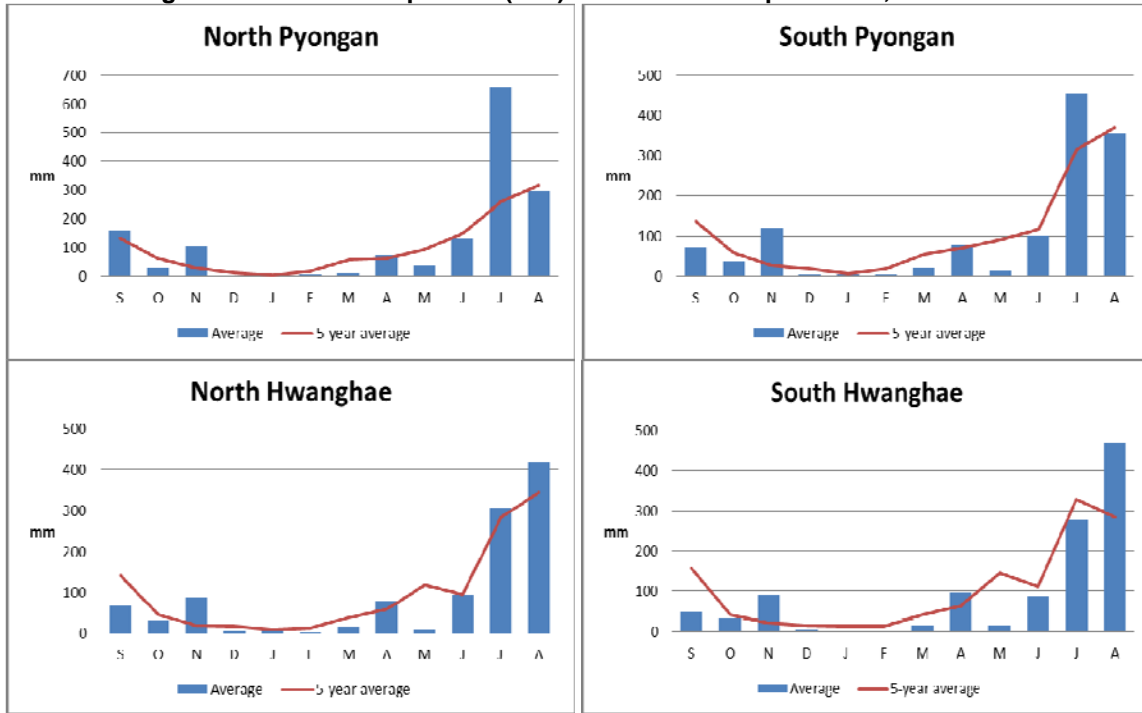 North Pyongan
700
600
500
400
300
200
100
0
mm
S O N D J F M A M J J A
Average 5 year average
South Pyongan
500
400
300
200
100
0
mm
S O N D J F M A M J J A
Average 5 year average
North Hwanghae
500
400
300
200
100
0
mm
S O N D J F M A M J J A
Average 5 year average
South Hwanghae
500
400
300
200
100
0
mm
S O N D J F M A M J J A
Average 5-year average